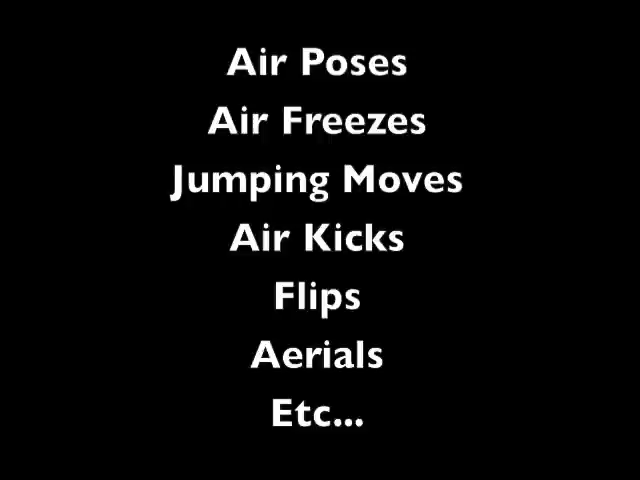 Air Poses
Air Freezes
Jumping Moves
Air Kicks
Flips
Aerials
Etc...